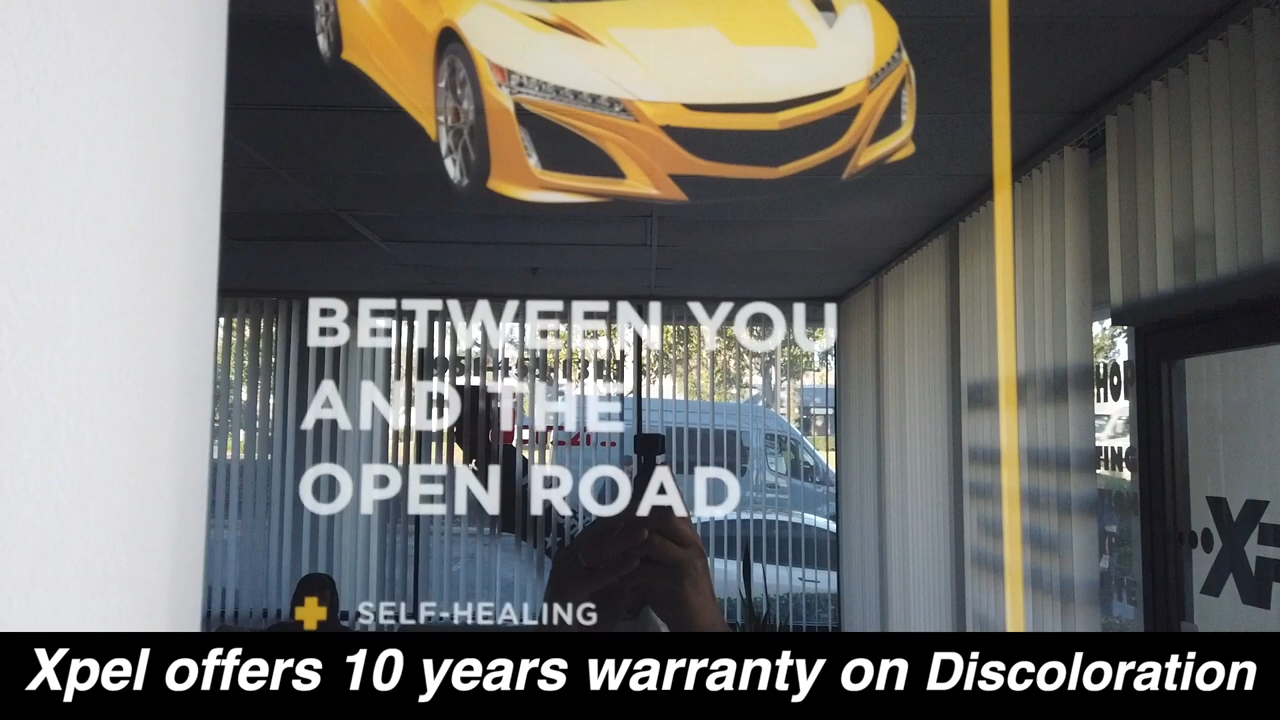 BETWEEN YOU
AND THE
OPEN ROAD
SELF-HEALING
Xpel offers 10 years warranty on Discoloration